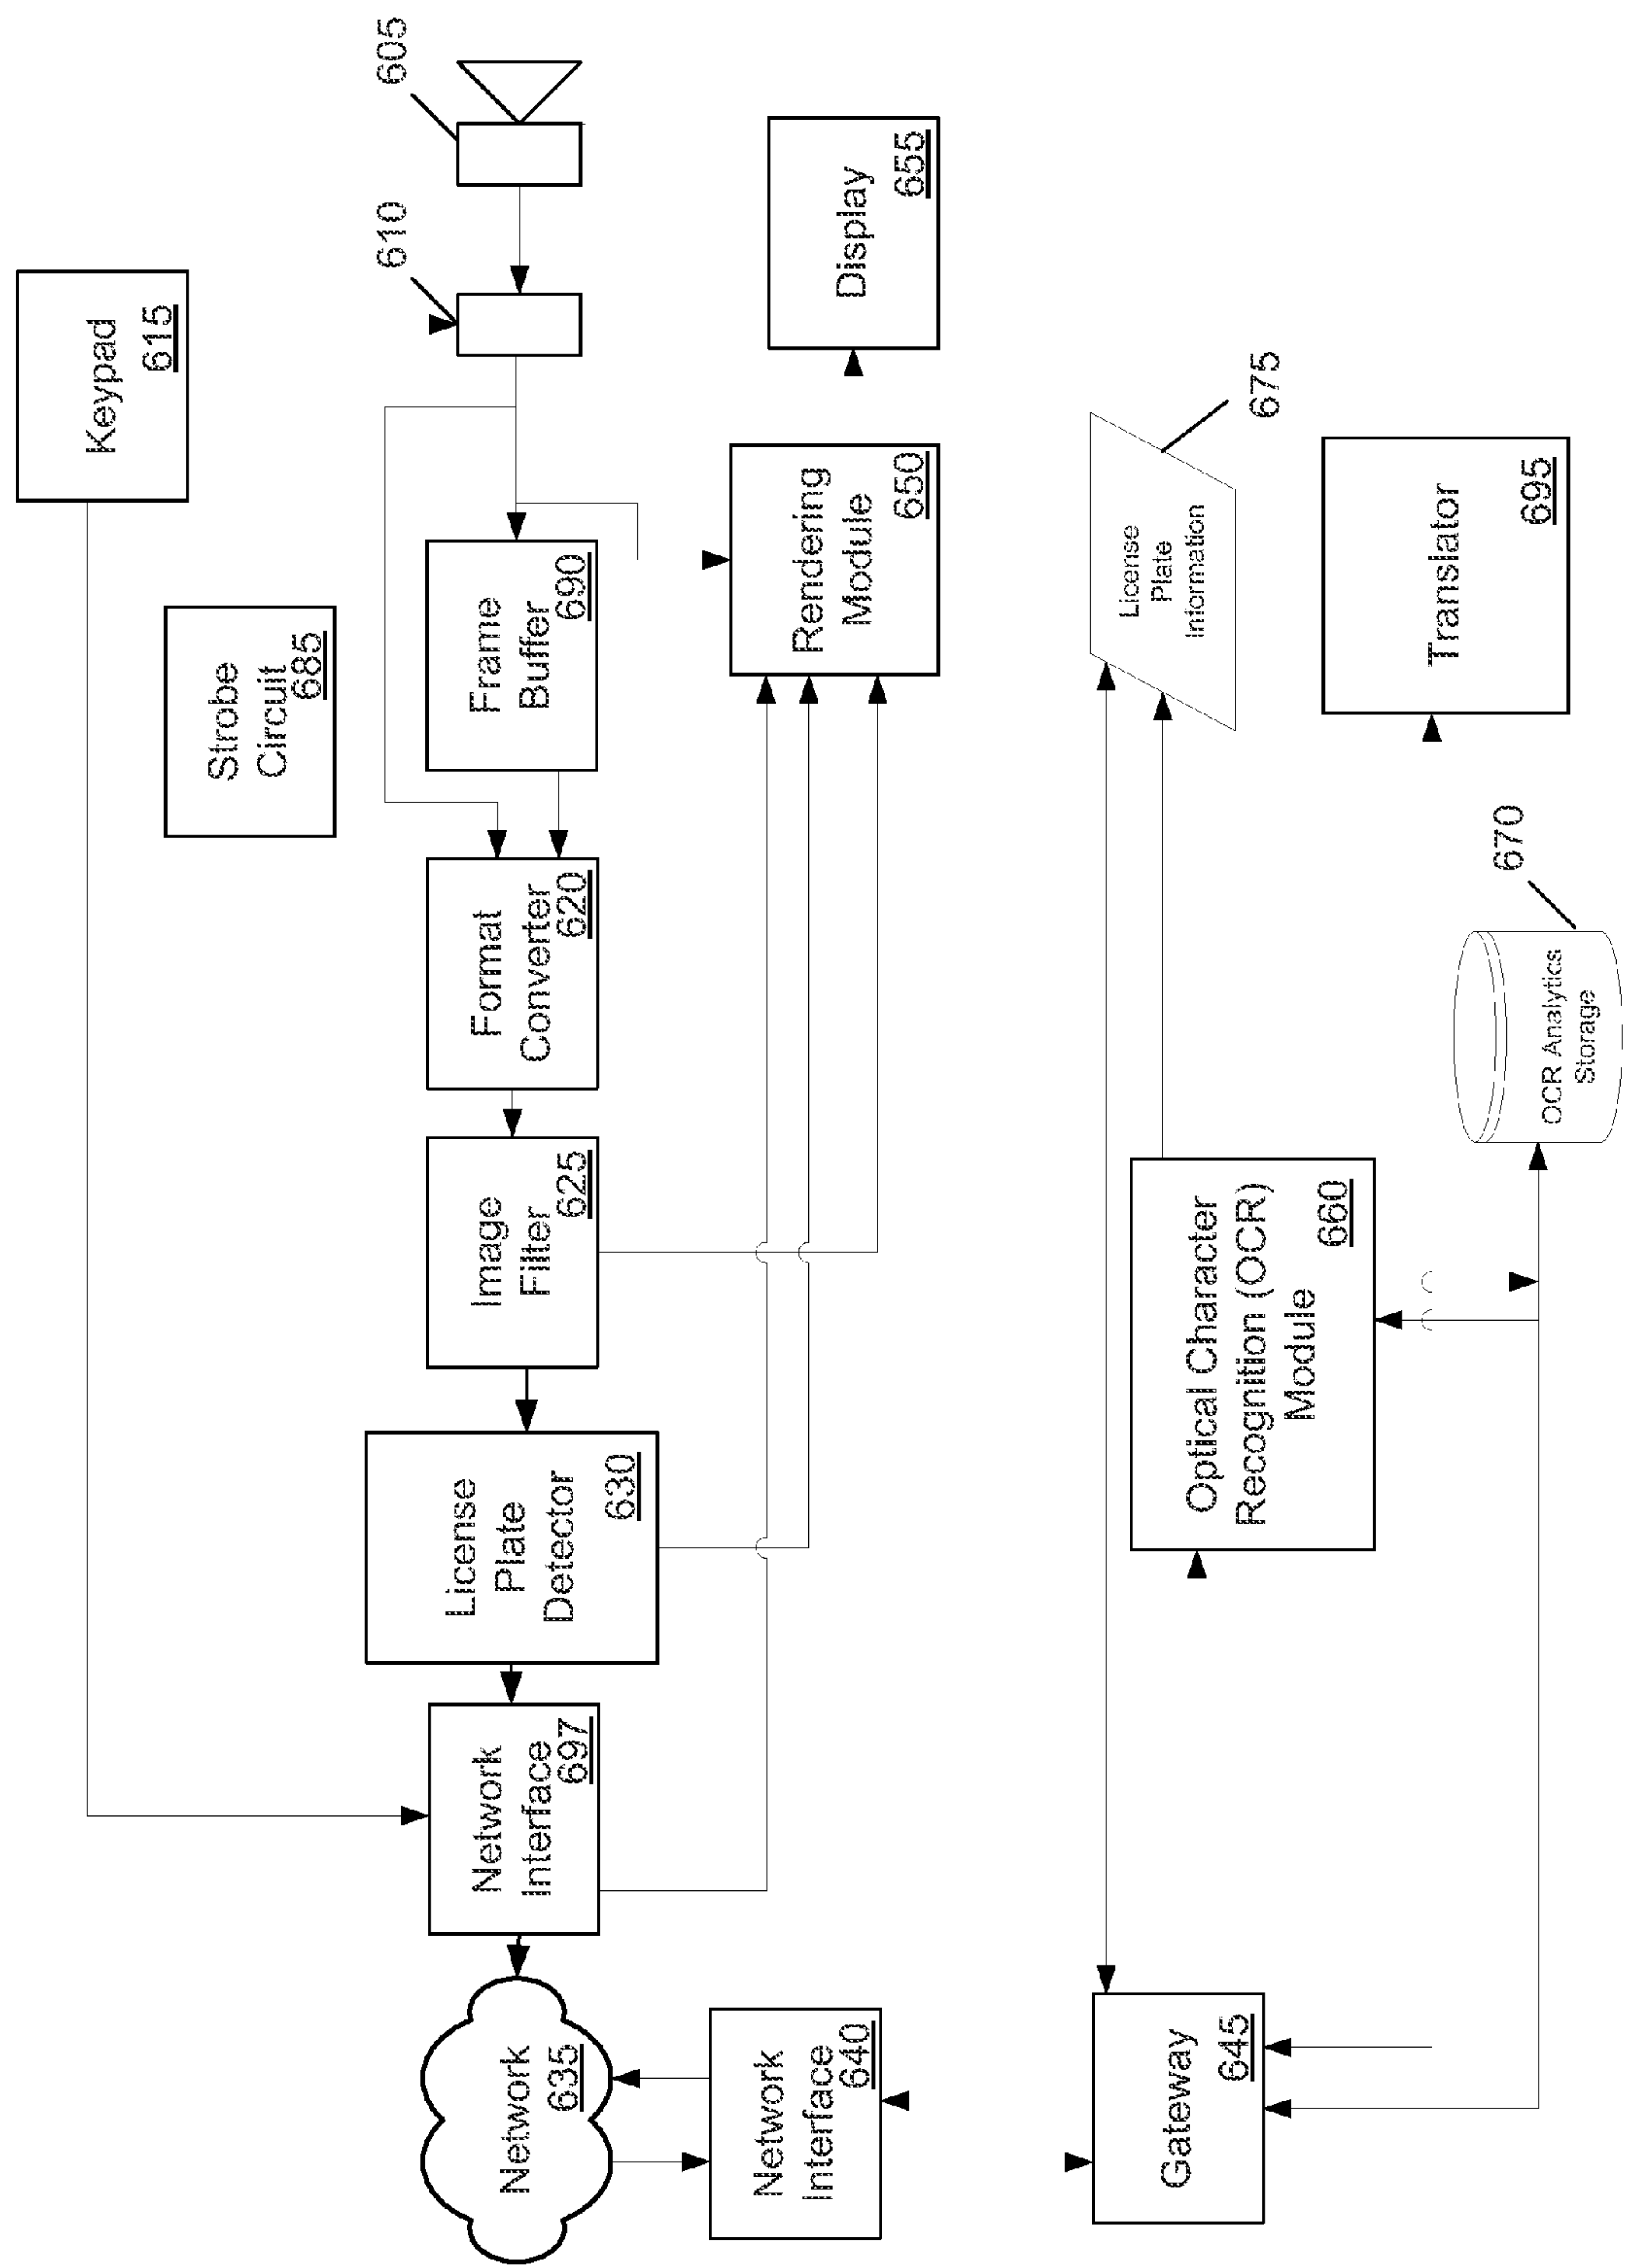 605
610
Keypad
615
Strobe
Circuit
685
Frame
Buffer
690
Format
Converter
620
Image
Filter
625
License
Plate
Detector
630
Network
Interface
697
Network
635
Network
Interface
640
Display
655
Rendering
Module
650
License
Plate
Information
675
Translator
695
OCR Analytics
Storage
670
Optical Character
Recognition (OCR)
Module
660
Gateway
645